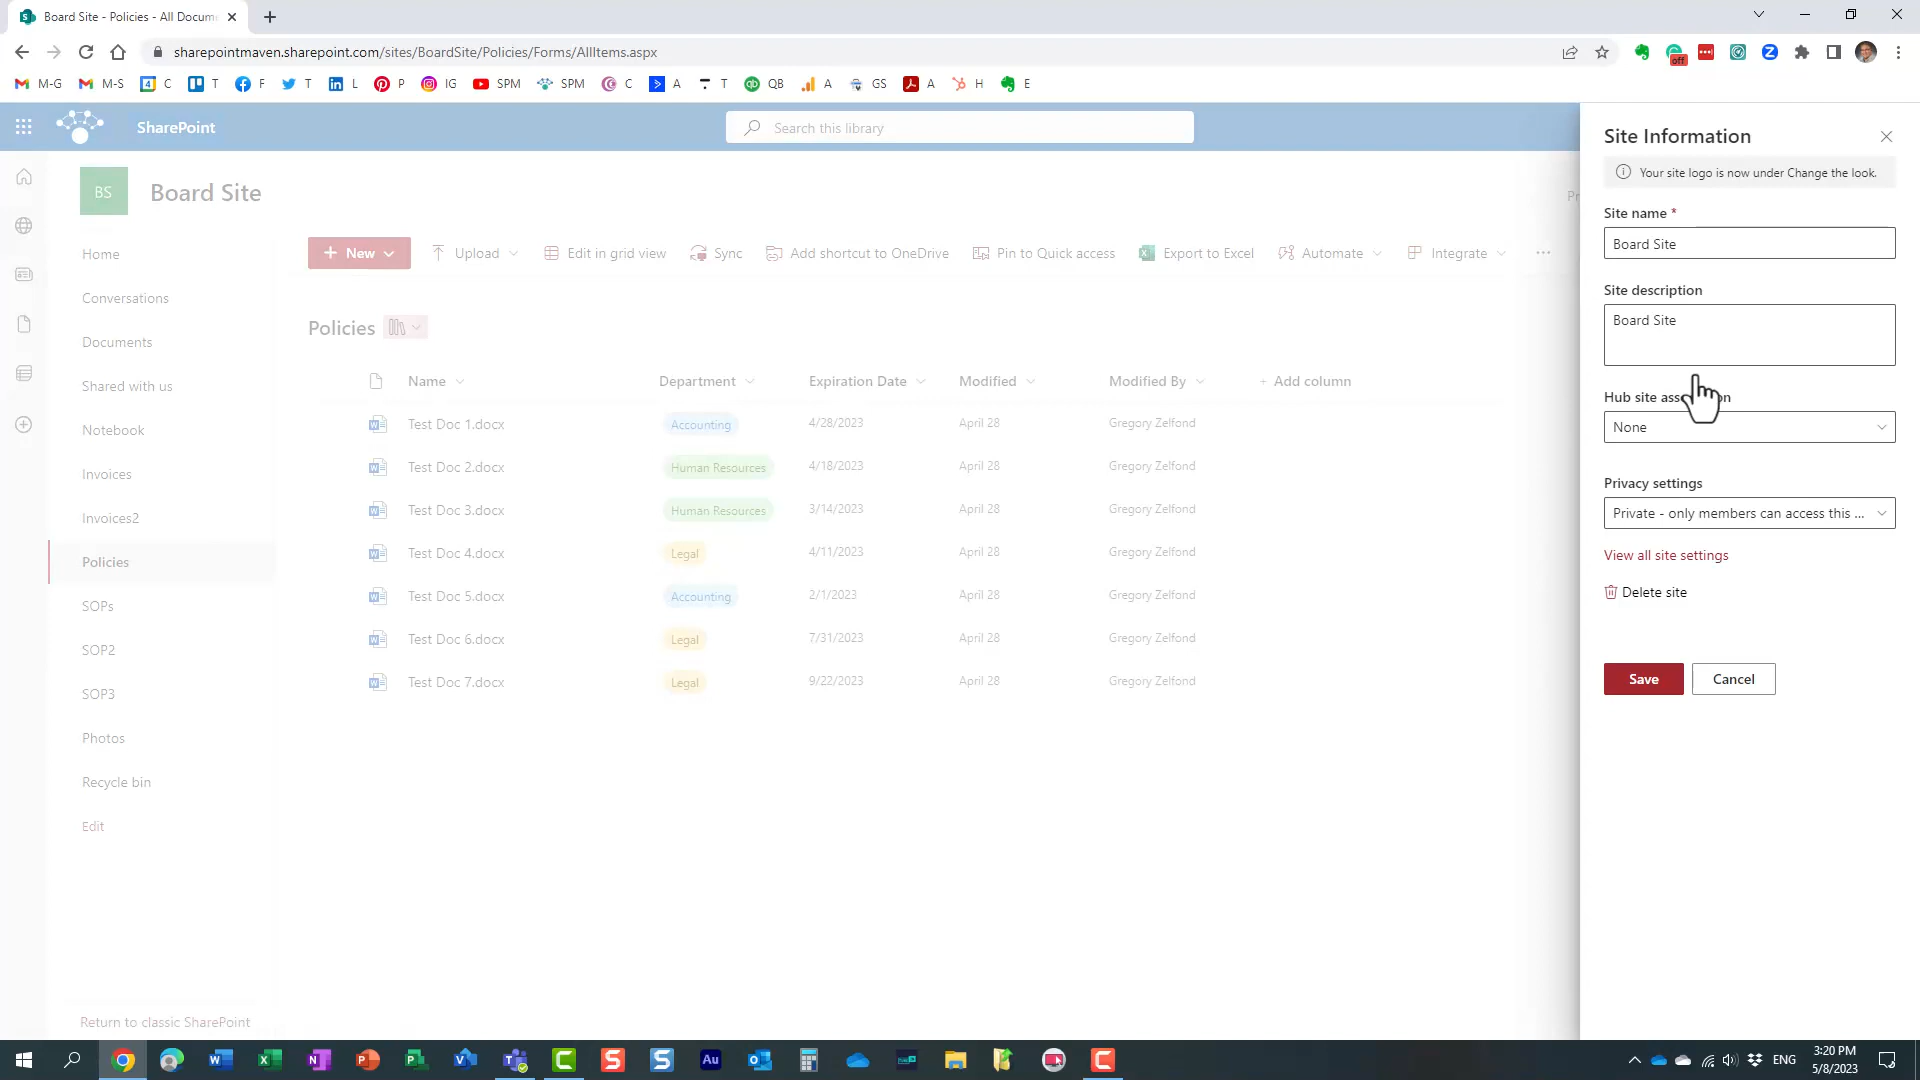 Board Site - Policies - All Docum
sharepointmaven.sharepoint.com/sites/BoardSite/Policies/Forms/AllItems.aspx
off
M-G M-S C T F T L P IG SPM SPM C A T QB A GS A H E
SharePoint
Search this library
BS
Board Site
Home
Conversations
Documents
Shared with us
Notebook
Invoices
Invoices2
Policies
SOPs
SOP2
SOP3
Photos
Recycle bin
Edit
Return to classic SharePoint
New Upload Edit in grid view Sync Add shortcut to OneDrive Pin to Quick access Export to Excel Automate Integrate
Policies
Name Department Expiration Date Modified Modified By + Add column
Test Doc 1.docx Accounting 4/28/2023 April 28 Gregory Zelfond
Test Doc 2.docx Human Resources 4/18/2023 April 28 Gregory Zelfond
Test Doc 3.docx Human Resources 3/14/2023 April 28 Gregory Zelfond
Test Doc 4.docx Legal 4/11/2023 April 28 Gregory Zelfond
Test Doc 5.docx Accounting 2/1/2023 April 28 Gregory Zelfond
Test Doc 6.docx Legal 7/31/2023 April 28 Gregory Zelfond
Test Doc 7.docx Legal 9/22/2023 April 28 Gregory Zelfond
Site Information
Your site logo is now under Change the look.
Site name *
Board Site
Site description
Board Site
Hub site ass on
None
Privacy settings
Private - only members can access this ...
View all site settings
Delete site
Save Cancel
ENG
3:20 PM
5/8/2023